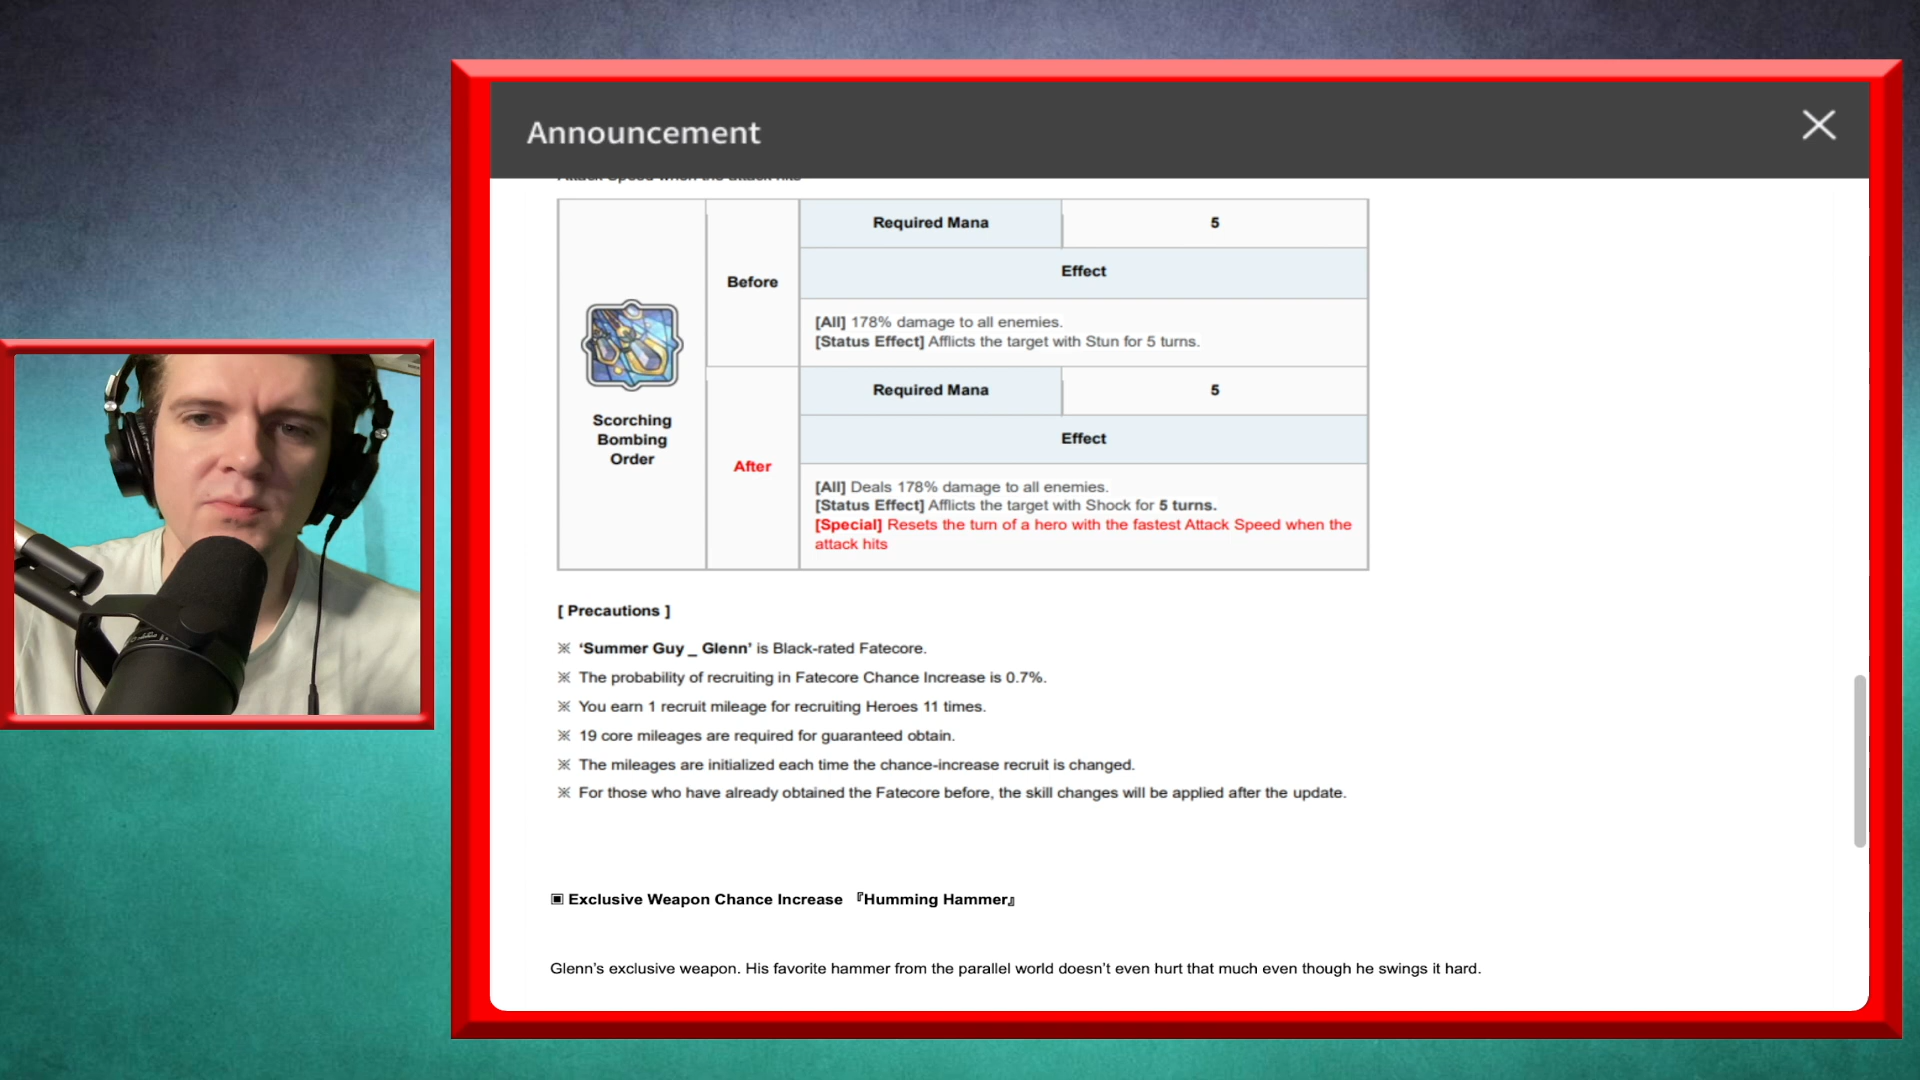 Announcement
Attack Speed when the attack hits
Required Mana
5
Before
Effect
[All] 178% damage to all enemies.
[Status Effect] Afflicts the target with Stun for 5 turns.
Scorching
Bombing
Order
After
Required Mana
5
Effect
[All] Deals 178% damage to all enemies.
[Status Effect] Afflicts the target with Shock for 5 turns.
[Special] Resets the turn of a hero with the fastest Attack Speed when the
attack hits
[ Precautions ]
※ ‘Summer Guy _ Glenn’ is Black-rated Fatecore.
※ The probability of recruiting in Fatecore Chance Increase is 0.7%.
※ You earn 1 recruit mileage for recruiting Heroes 11 times.
※ 19 core mileages are required for guaranteed obtain.
※ The mileages are initialized each time the chance-increase recruit is changed.
※ For those who have already obtained the Fatecore before, the skill changes will be applied after the update.
▣ Exclusive Weapon Chance Increase 『Humming Hammer』
Glenn’s exclusive weapon. His favorite hammer from the parallel world doesn’t even hurt that much even though he swings it hard.